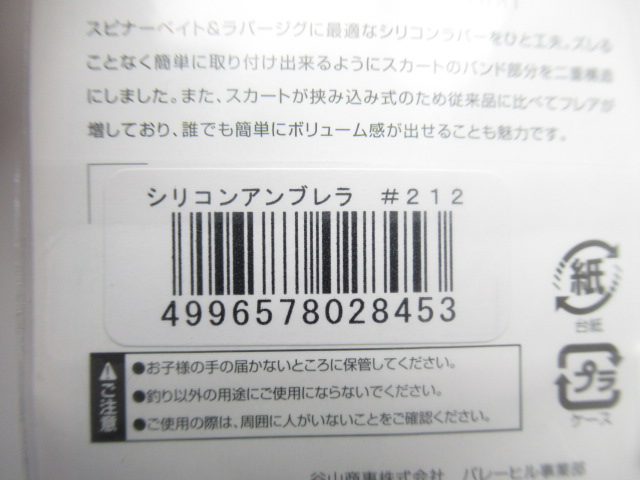 スピナーベイト&ラバージグに最適なシリコンラバーをひと工夫。ズレる
ことなく簡単に取り付け出来るようにスカートのバンド部分を二重構造
にしました。また、スカートが挟み込み式のため従来品に比べてフレアが
増しており、誰でも簡単にボリューム感が出せることも魅力です。
シリコンアンブレラ #212
4996578028453
紙
台紙
プラ
ケース
ご注意
●お子様の手の届かないところに保管してください。
●釣り以外の用途にご使用にならないでください。
●ご使用の際は、周囲に人がいないことをご確認ください。
谷山商事株式会社 バレーヒル事業部